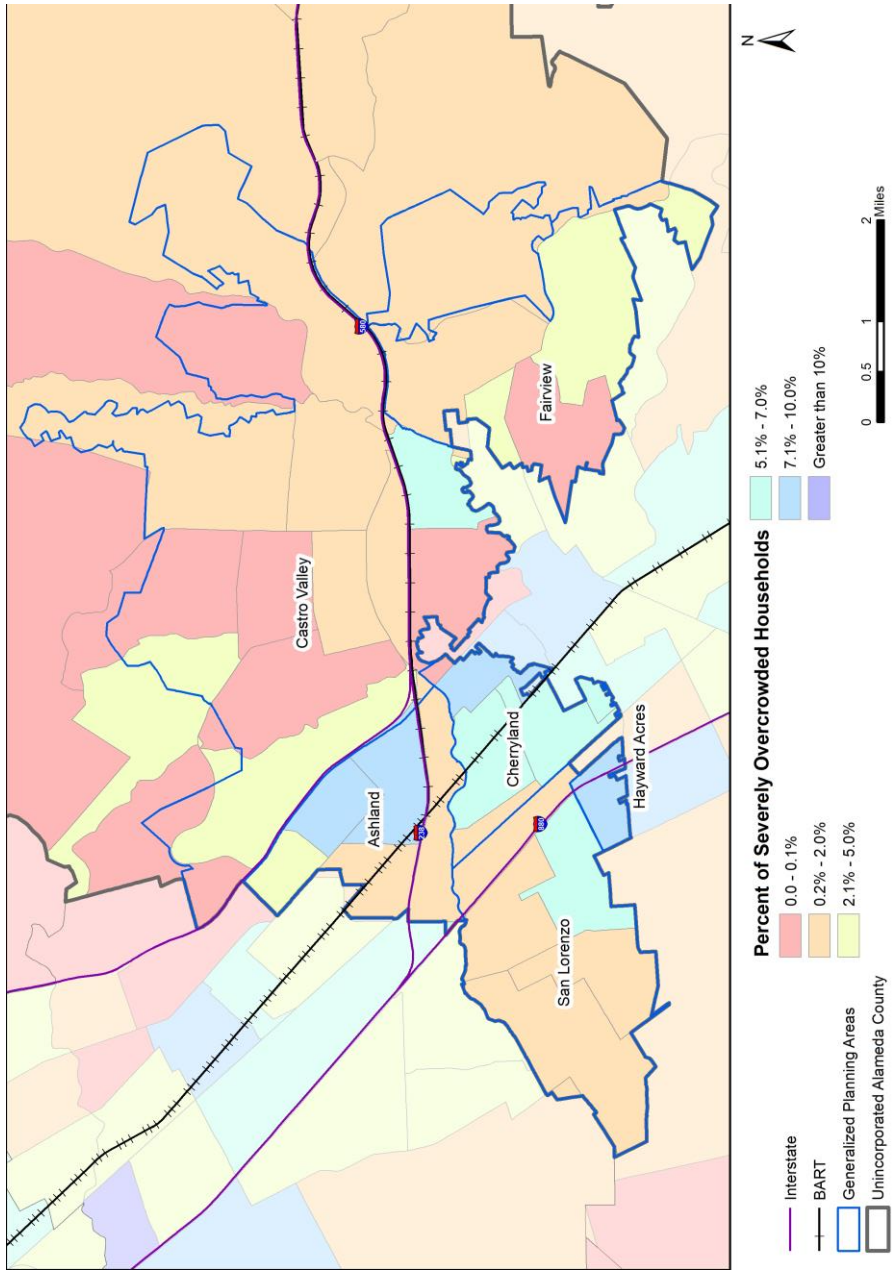 Castro Valley
Ashland
Cherryland
Fairview
San Lorenzo
Hayward Acres
580
238
880
N
Interstate
BART
Generalized Planning Areas
Unincorporated Alameda County
Percent of Severely Overcrowded Households
0.0 - 0.1%
0.2% - 2.0%
2.1% - 5.0%
5.1% - 7.0%
7.1% - 10.0%
Greater than 10%
0 0.5 1 2
Miles